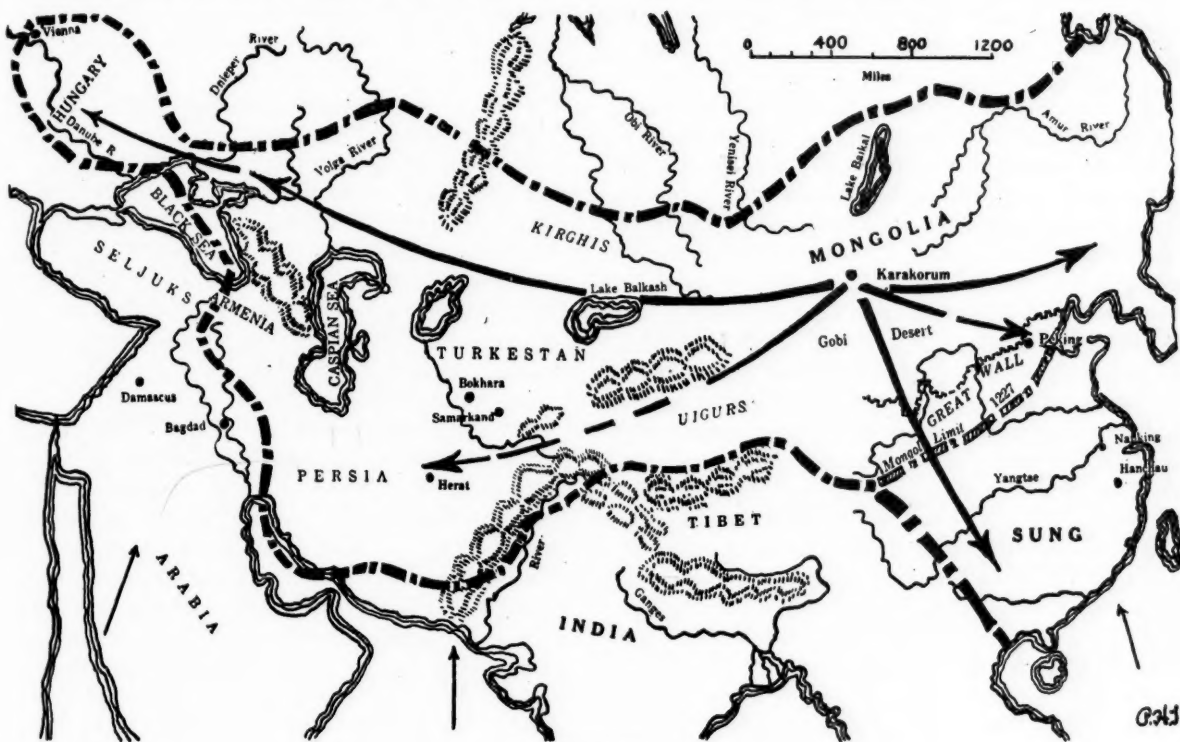 Vienna
HUNGARY
Danube R
Dnieper
River
Volga River
Obi River
Yenisei River
Lake Baikal
0 400 800 1200
Miles
Amur River
BLACK SEA
SELJUKS
ARMENIA
CASPIAN SEA
KIRGHIS
MONGOLIA
Karakorum
Lake Balkash
Gobi Desert
TURKESTAN
Bokhara
Samarkand
UIGURS
Peking
GREAT WALL
Mongol Limit 1227
Damascus
Bagdad
PERSIA
Herat
Nanking
Hanchau
Yangtse
TIBET
SUNG
ARABIA
River
INDIA
Ganges